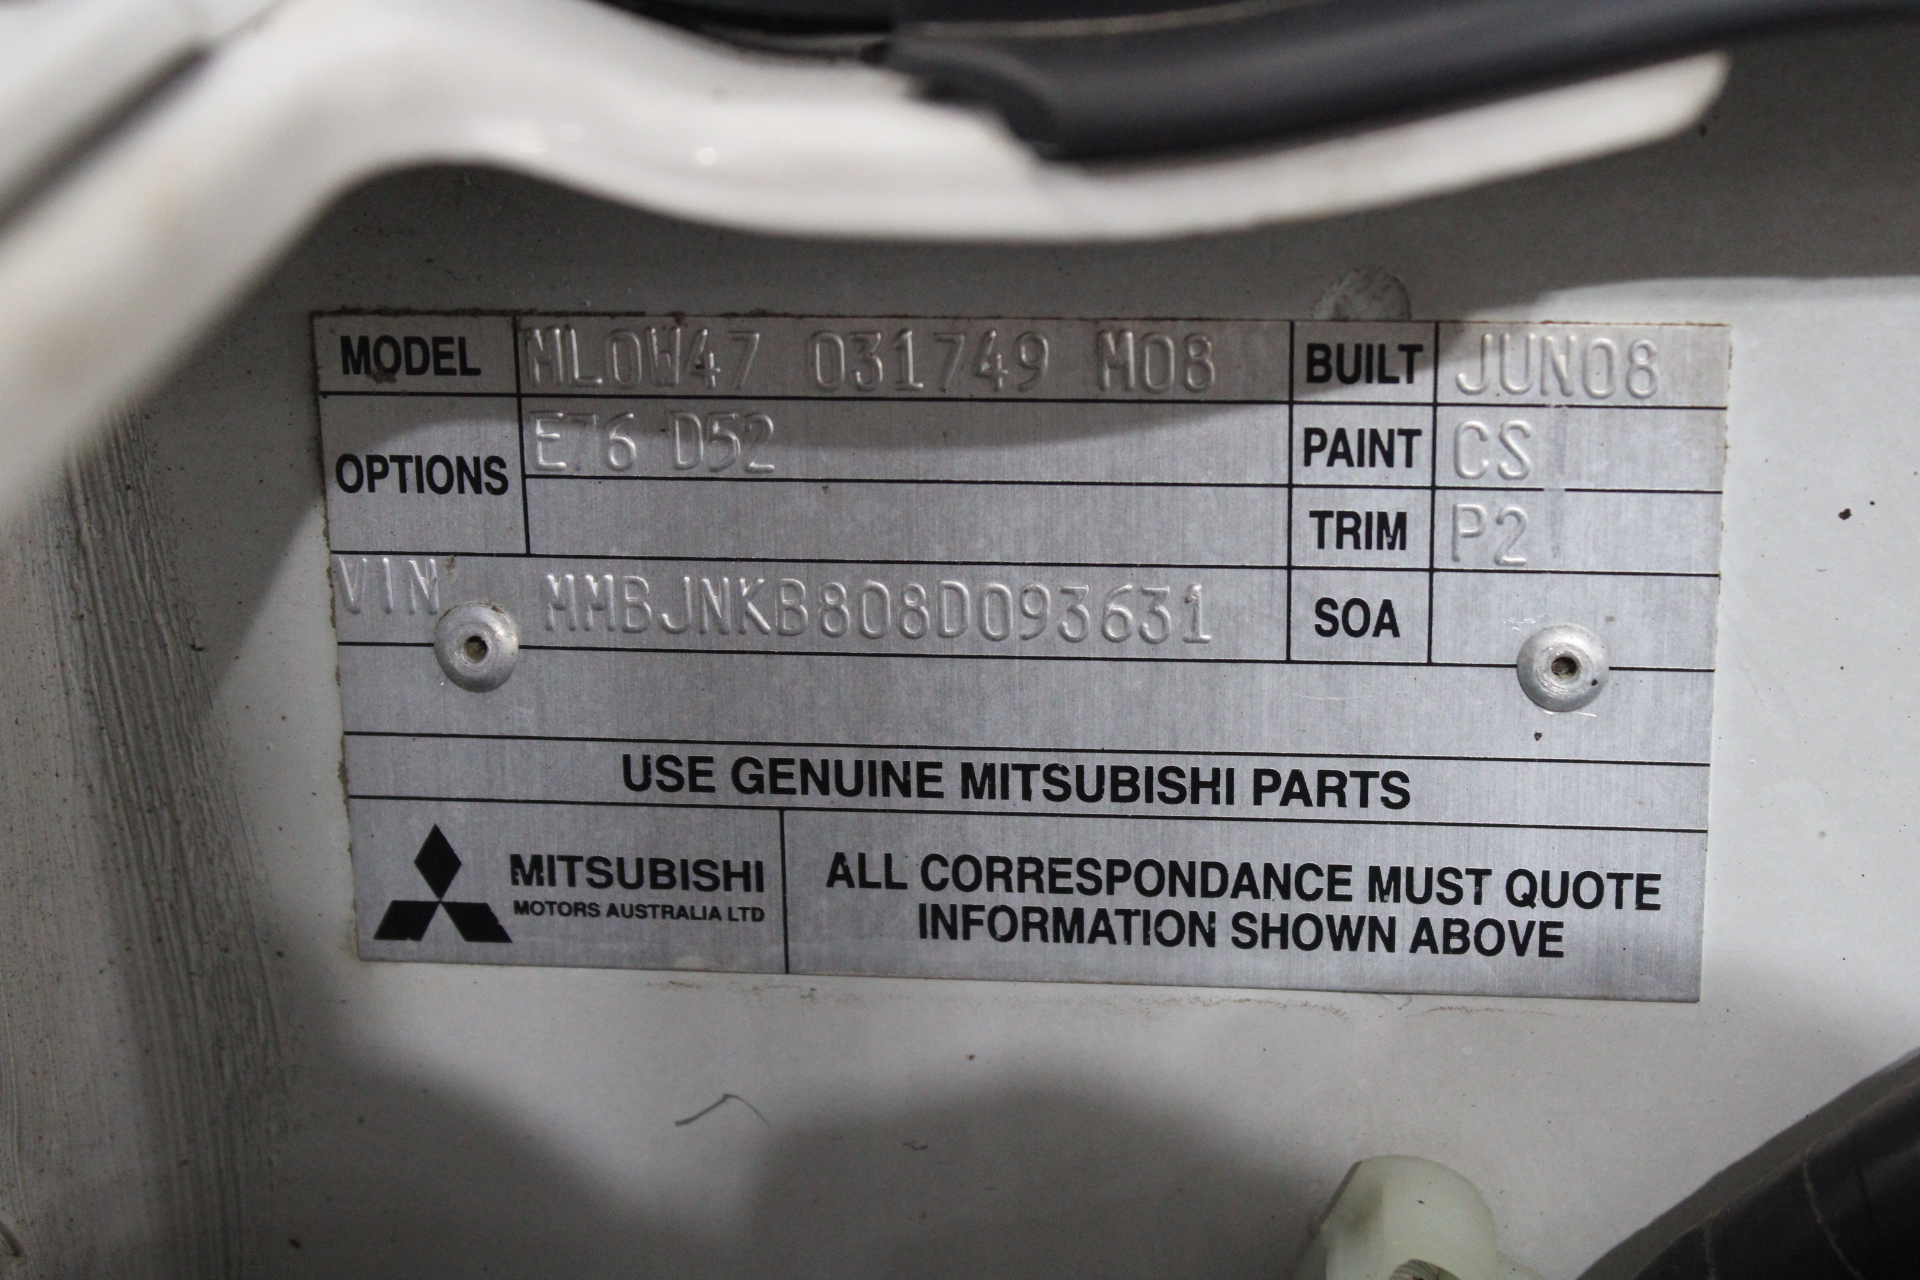 MODEL ML0W47 031749 M08 BUILT JUN08
OPTIONS E76 D52 PAINT CS
TRIM P2
VIN MMBJNKB808D093631 SOA
USE GENUINE MITSUBISHI PARTS
MITSUBISHI
MOTORS AUSTRALIA LTD
ALL CORRESPONDANCE MUST QUOTE
INFORMATION SHOWN ABOVE